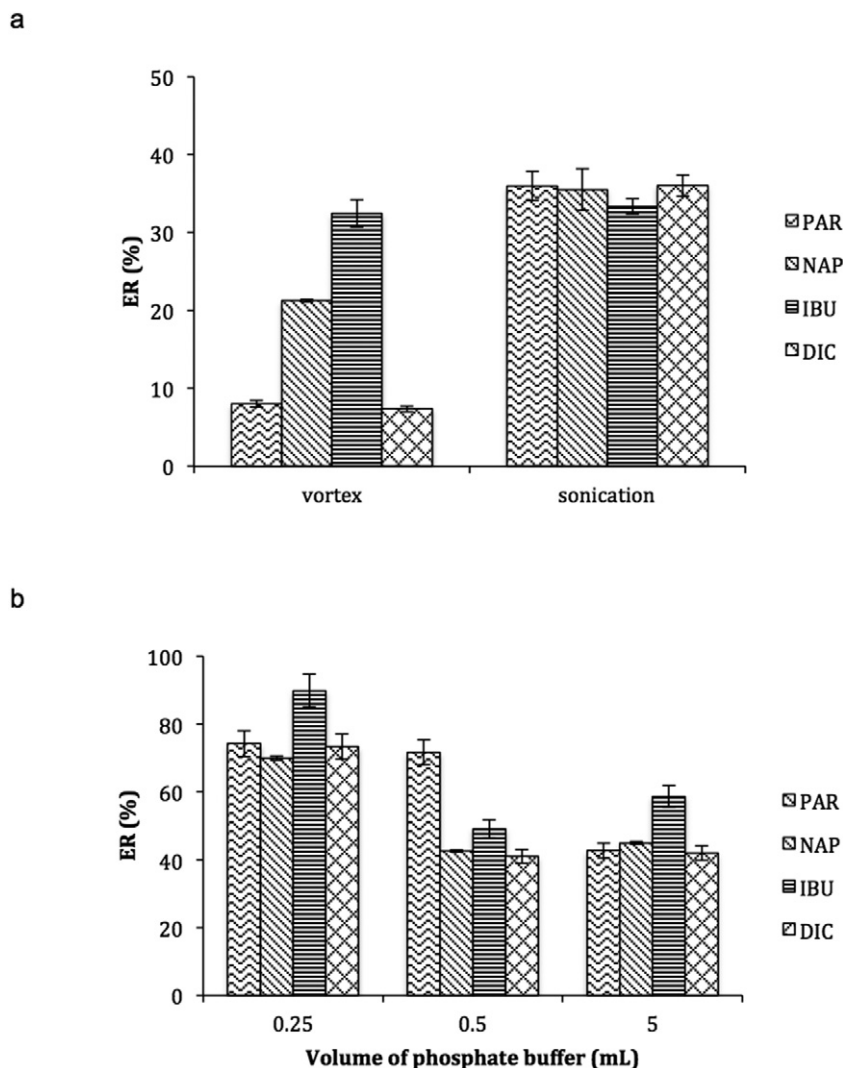 a
50
40
30
20
10
0
ER (%)
vortex sonication
PAR
NAP
IBU
DIC
b
100
80
60
40
20
0
ER (%)
0.25 0.5 5
Volume of phosphate buffer (mL)
PAR
NAP
IBU
DIC